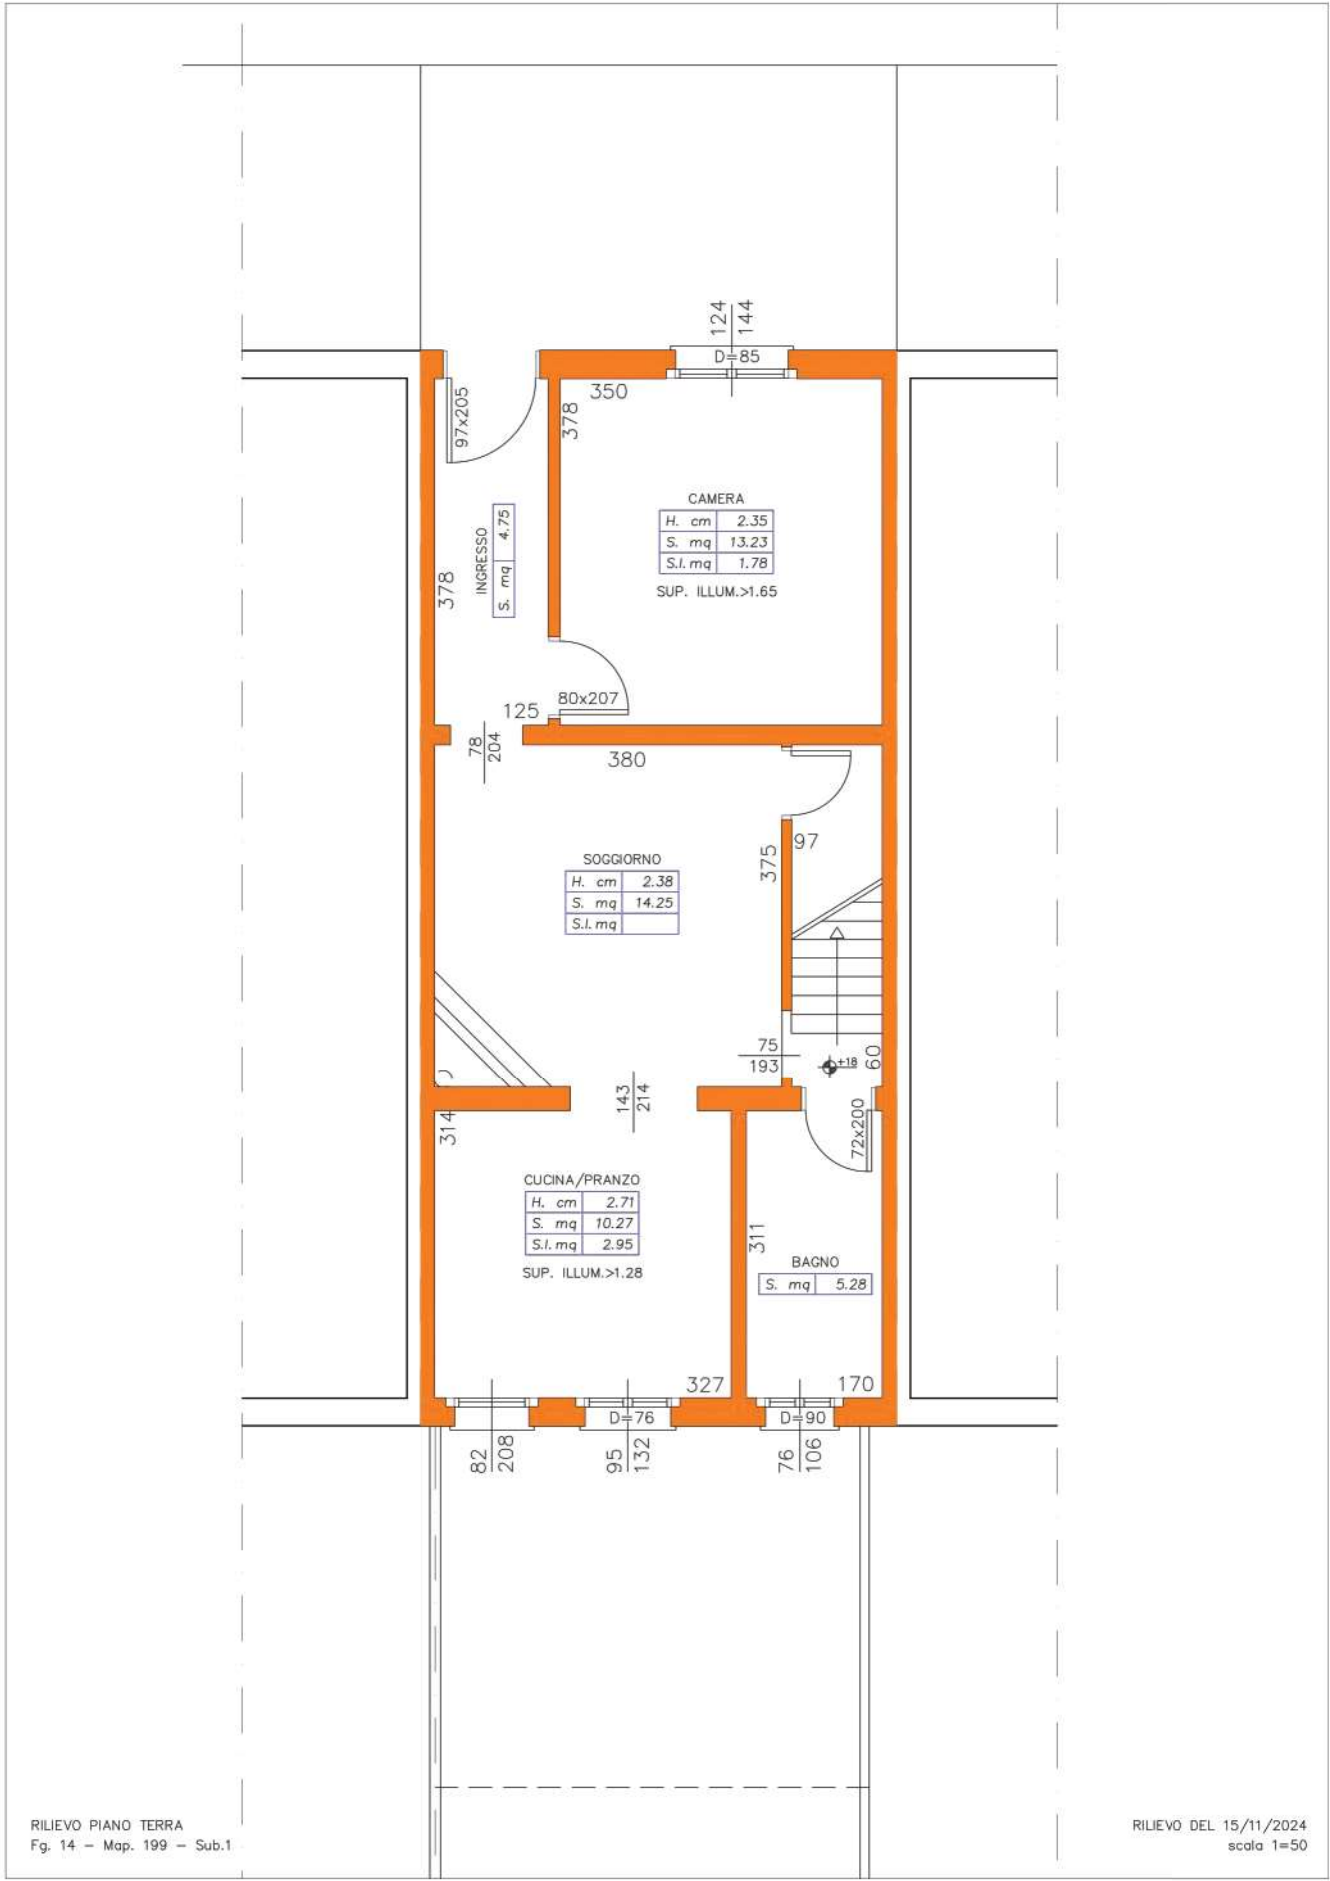 124
144
D=85
350
378
97x205
CAMERA
H. cm 2.35
S. mq 13.23
S.I. mq 1.78
SUP. ILLUM.>1.65
INGRESSO
S. mq 4.75
378
80x207
125
78
204
380
97
375
SOGGIORNO
H. cm 2.38
S. mq 14.25
S.I. mq
75
193
+18
60
143
214
314
72x200
CUCINA/PRANZO
H. cm 2.71
S. mq 10.27
S.I. mq 2.95
SUP. ILLUM.>1.28
311
BAGNO
S. mq 5.28
327
170
D=76
D=90
82
208
95
132
76
106
RILIEVO PIANO TERRA
Fg. 14 - Map. 199 - Sub.1
RILIEVO DEL 15/11/2024
scala 1=50